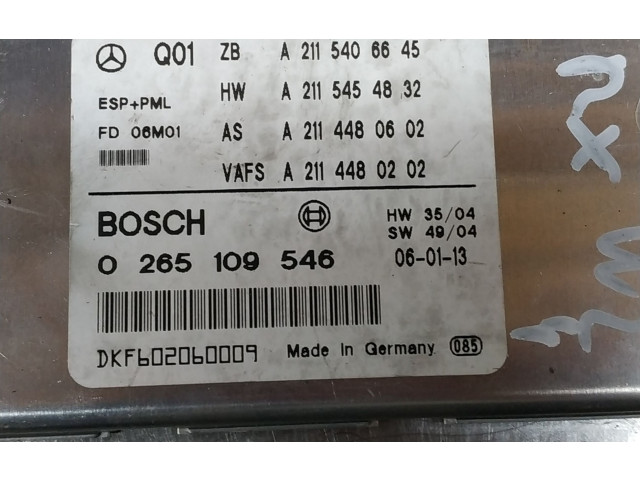 Q01 ZB A 211 540 66 45
HW A 211 545 48 32
ESP+PML
FD 06M01 AS A 211 448 06 02
VAFS A 211 448 02 02
BOSCH HW 35/04
SW 49/04
0 265 109 546 06-01-13
DKF602060009 Made In Germany 085